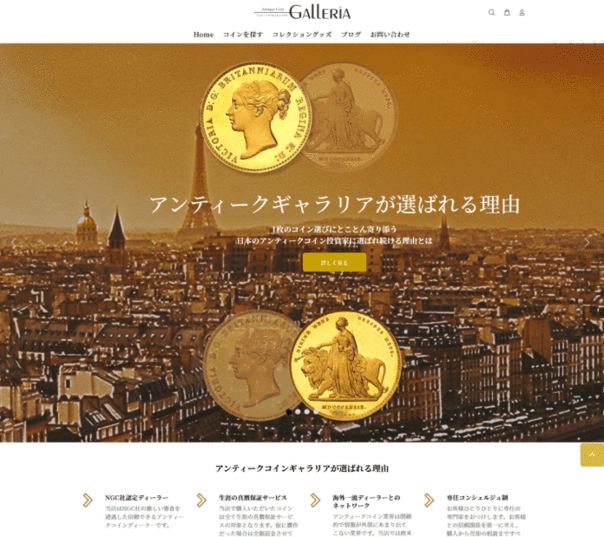 Antique Coin
GALLERIA
Home コインを探す コレクショングッズ ブログ お問い合わせ
VICTORIA D: G: BRITANNIARUM REGINA F: D:
アンティークギャラリアが選ばれる理由
1枚のコイン選びにとことん寄り添う
日本のアンティークコイン投資家に選ばれ続ける理由とは
詳しく見る
アンティークコインギャラリアが選ばれる理由
NGC社認定ディーラー
当店はNGC社の厳しい審査を
通過した信頼できるアンティ
ークコインディーラーです。
生涯の真贋保証サービス
当店で購入いただいたコイン
は全て生涯の真贋保証サービ
スの対象となります。仮に贋作
だった場合は全額返金させて
海外一流ディーラーとの
ネットワーク
アンティークコイン業界は閉鎖
的で情報が外部にあまり出て
こない業界です。当店では欧米
専任コンシェルジュ制
お客様ひとりひとりに専任の
専門家をおつけします。お客様
との信頼関係を第一に考え、
購入から売却の相談まですべ